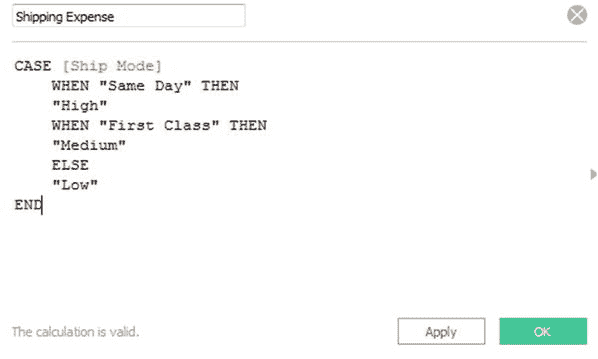 Shipping Expense
CASE [Ship Mode]
WHEN "Same Day" THEN
"High"
WHEN "First Class" THEN
"Medium"
ELSE
"Low"
END
The calculation is valid.
Apply
OK